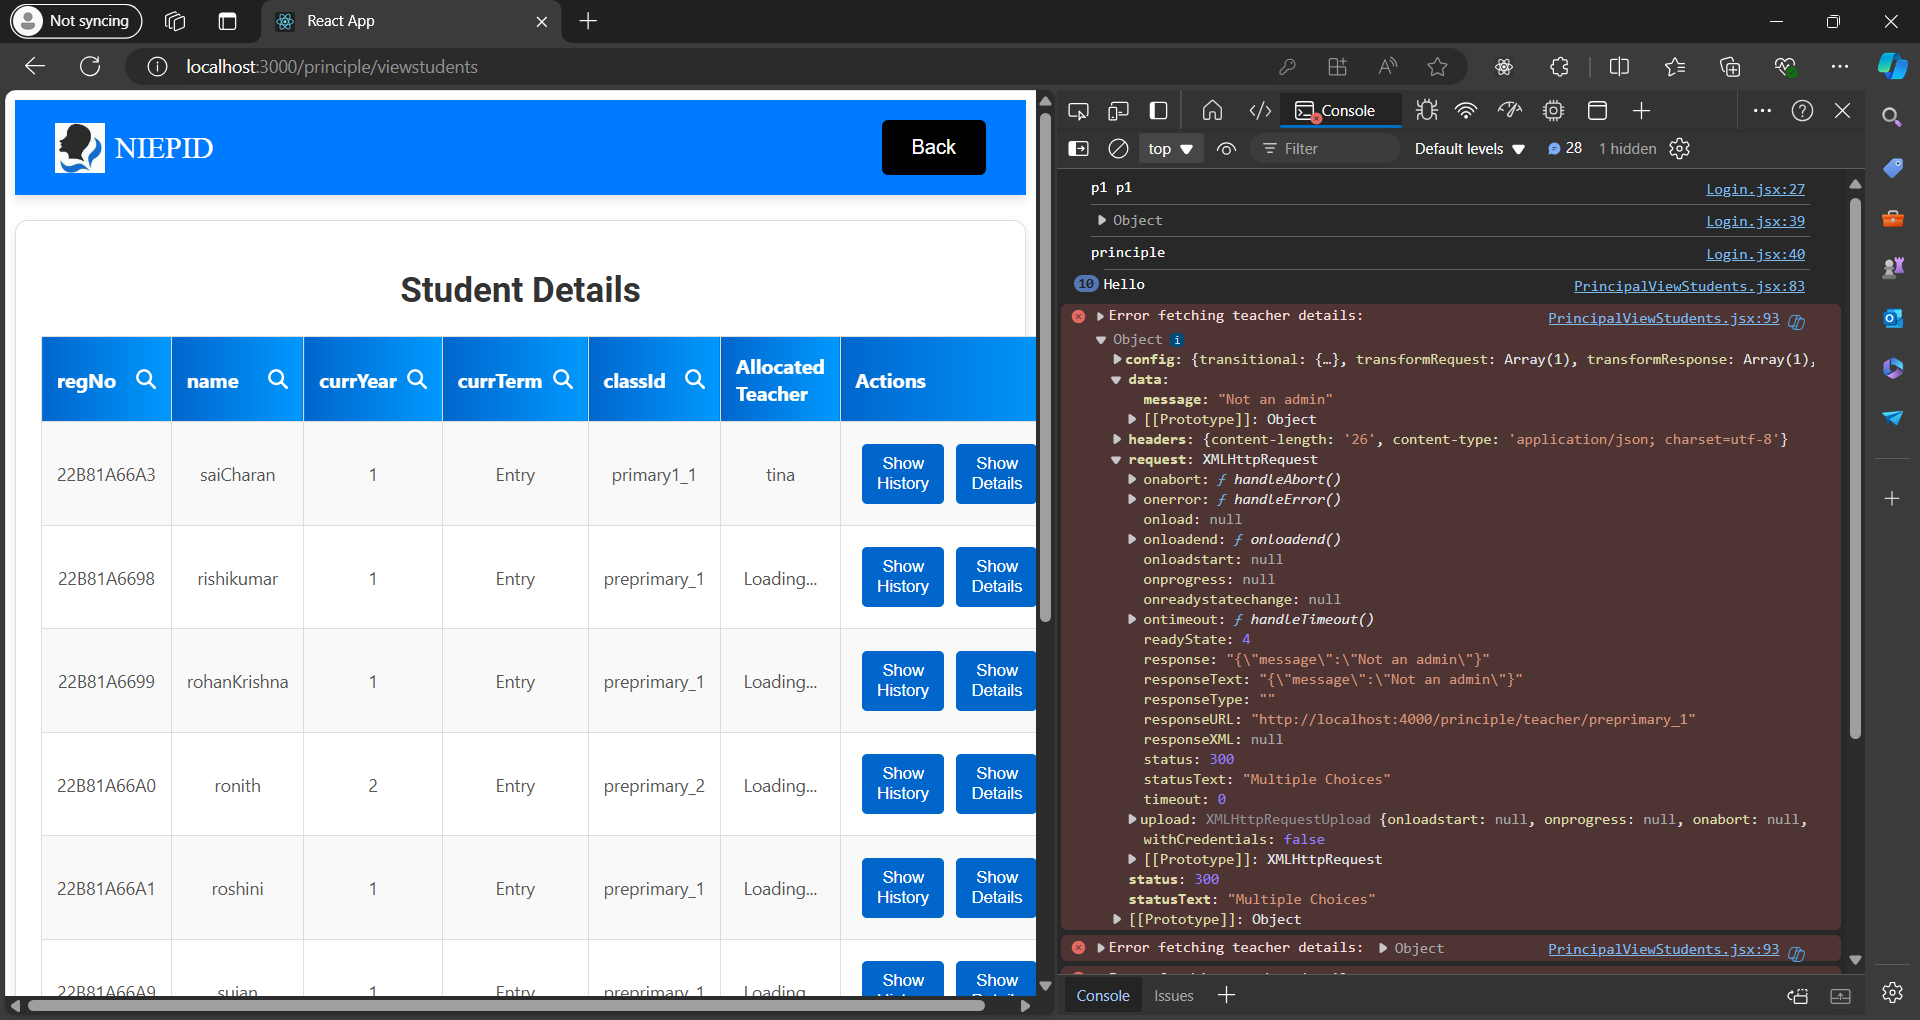 Not syncing
React App
localhost:3000/principle/viewstudents
NIEPID
Back
Student Details
regNo name currYear currTerm classId Allocated Teacher Actions
22B81A66A3 saiCharan 1 Entry primary1_1 tina Show History Show Details
22B81A6698 rishikumar 1 Entry preprimary_1 Loading... Show History Show Details
22B81A6699 rohanKrishna 1 Entry preprimary_1 Loading... Show History Show Details
22B81A66A0 ronith 2 Entry preprimary_2 Loading... Show History Show Details
22B81A66A1 roshini 1 Entry preprimary_1 Loading... Show History Show Details
22B81A66A9 sujan 1 Entry preprimary_1 Loading... Show History Show Details
Console
top Filter Default levels 28 1 hidden
p1 p1 Login.jsx:27
Object Login.jsx:39
principle Login.jsx:40
10 Hello PrincipalViewStudents.jsx:83
Error fetching teacher details: PrincipalViewStudents.jsx:93
Object i
config: {transitional: {…}, transformRequest: Array(1), transformResponse: Array(1),
data:
message: "Not an admin"
[[Prototype]]: Object
headers: {content-length: '26', content-type: 'application/json; charset=utf-8'}
request: XMLHttpRequest
onabort: ƒ handleAbort()
onerror: ƒ handleError()
onload: null
onloadend: ƒ onloadend()
onloadstart: null
onprogress: null
onreadystatechange: null
ontimeout: ƒ handleTimeout()
readyState: 4
response: "{\"message\":\"Not an admin\"}"
responseText: "{\"message\":\"Not an admin\"}"
responseType: ""
responseURL: "http://localhost:4000/principle/teacher/preprimary_1"
responseXML: null
status: 300
statusText: "Multiple Choices"
timeout: 0
upload: XMLHttpRequestUpload {onloadstart: null, onprogress: null, onabort: null,
withCredentials: false
[[Prototype]]: XMLHttpRequest
status: 300
statusText: "Multiple Choices"
[[Prototype]]: Object
Error fetching teacher details: Object PrincipalViewStudents.jsx:93
Console Issues